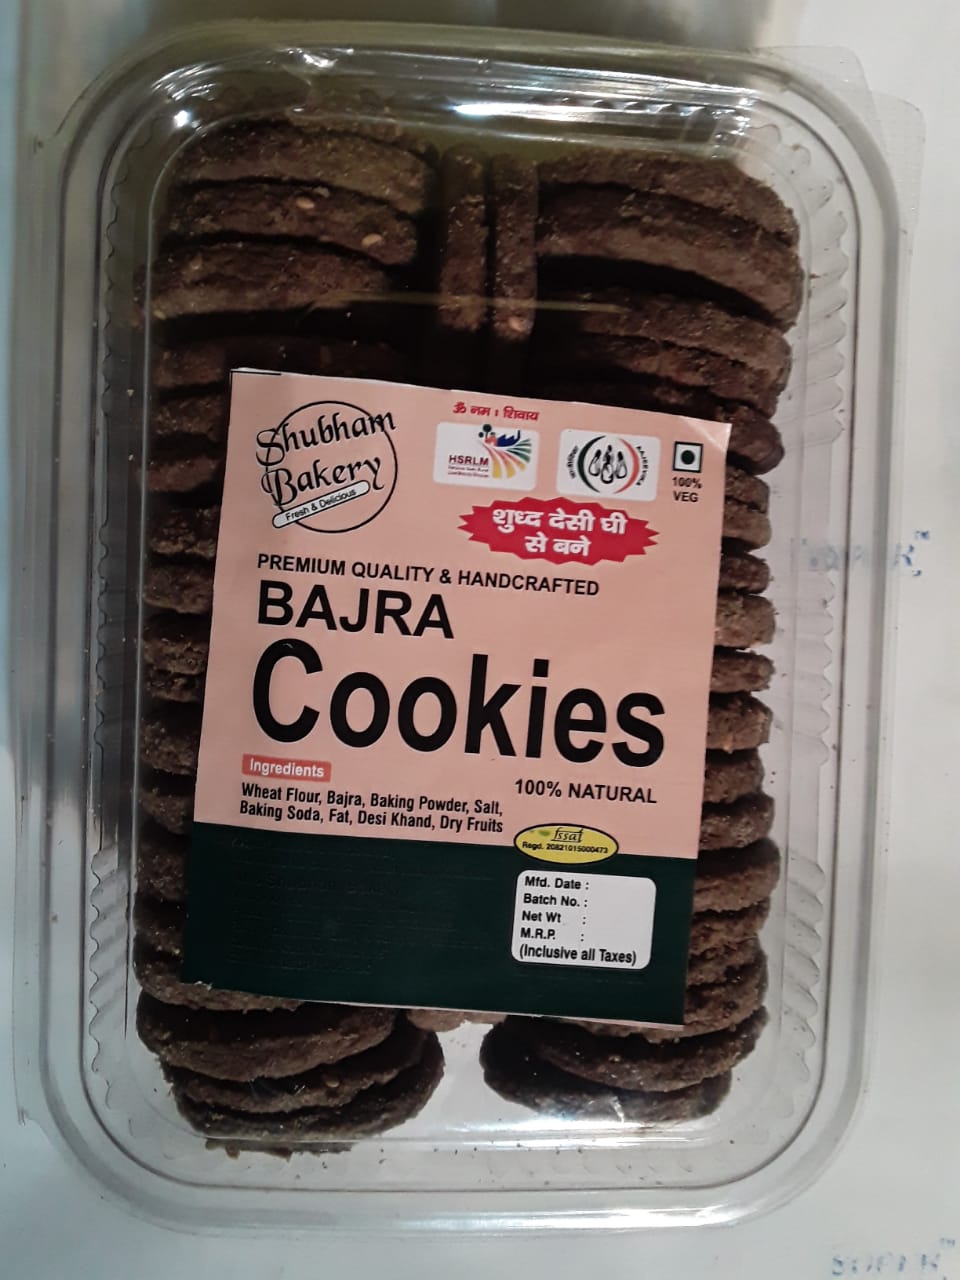 ॐ नमः शिवाय
Shubham
Bakery
Fresh & Delicious
HSRLM
AAJEEVIKA
100%
VEG
शुध्द देसी घी
से बने
PREMIUM QUALITY & HANDCRAFTED
BAJRA
Cookies
100% NATURAL
Ingredients
Wheat Flour, Bajra, Baking Powder, Salt,
Baking Soda, Fat, Desi Khand, Dry Fruits
fssai
Regd. 20821015000473
Mfd. Date :
Batch No. :
Net Wt :
M.R.P. :
(Inclusive all Taxes)